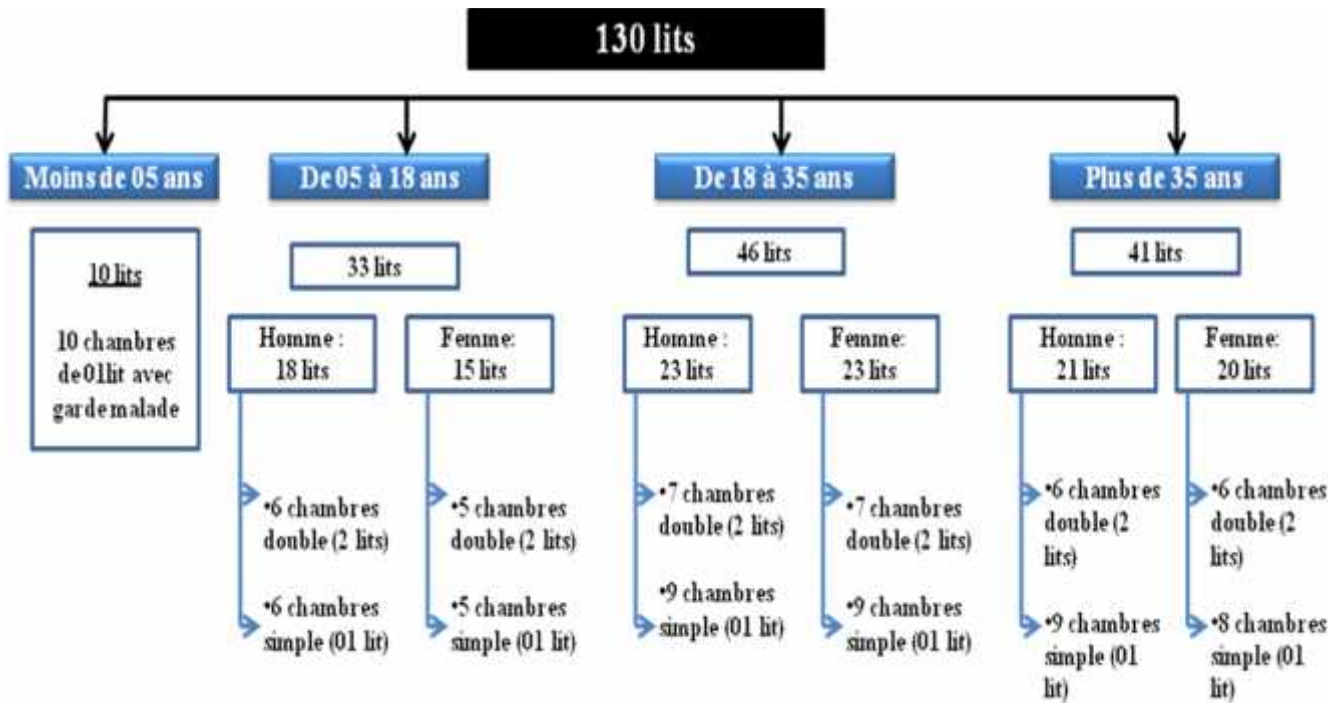 130 lits
Moins de 05 ans
10 lits
10 chambres
de 01lit avec
garde malade
De 05 à 18 ans
33 lits
Homme :
18 lits
•6 chambres
double (2 lits)
•6 chambres
simple (01 lit)
Femme:
15 lits
•5 chambres
double (2 lits)
•5 chambres
simple (01 lit)
De 18 à 35 ans
46 lits
Homme :
23 lits
•7 chambres
double (2 lits)
•9 chambres
simple (01 lit)
Femme:
23 lits
•7 chambres
double (2 lits)
•9 chambres
simple (01 lit)
Plus de 35 ans
41 lits
Homme :
21 lits
•6 chambres
double (2
lits)
•9 chambres
simple (01
lit)
Femme:
20 lits
•6 chambres
double (2
lits)
•8 chambres
simple (01
lit)